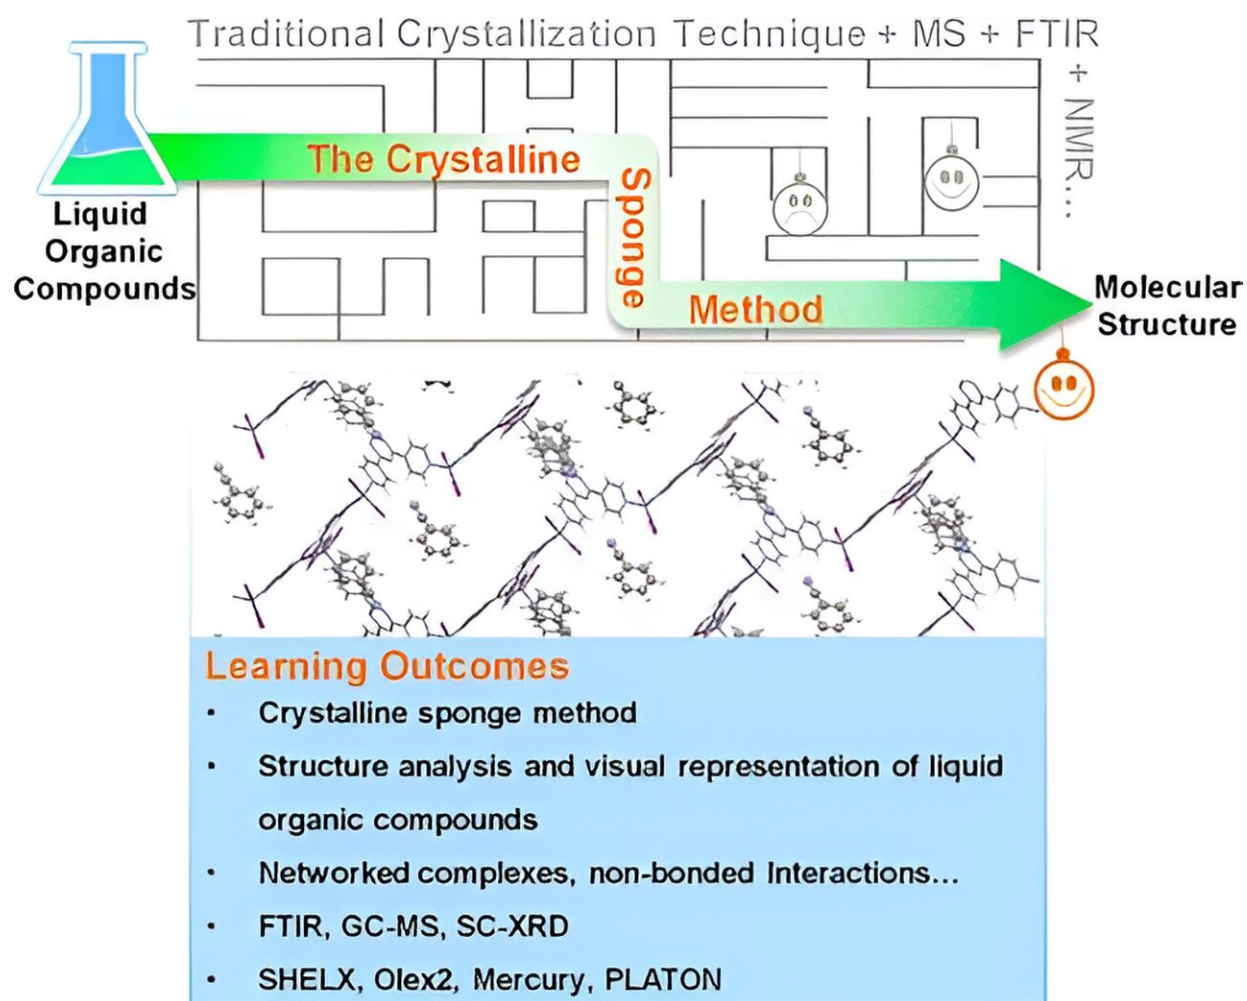 Traditional Crystallization Technique + MS + FTIR
+ NMR...
The Crystalline
Sponge
Method
Liquid
Organic
Compounds
Molecular
Structure
Learning Outcomes
• Crystalline sponge method
• Structure analysis and visual representation of liquid
organic compounds
• Networked complexes, non-bonded Interactions...
• FTIR, GC-MS, SC-XRD
• SHELX, Olex2, Mercury, PLATON